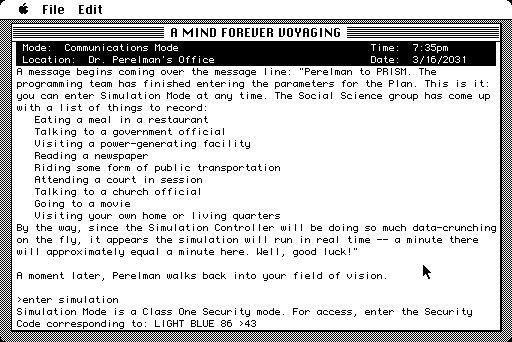 File Edit
A MIND FOREVER VOYAGING
Mode: Communications Mode Time: 7:35pm
Location: Dr. Perelman's Office Date: 3/16/2031
A message begins coming over the message line: "Perelman to PRISM. The
programming team has finished entering the parameters for the Plan. This is it:
you can enter Simulation Mode at any time. The Social Science group has come up
with a list of things to record:
Eating a meal in a restaurant
Talking to a government official
Visiting a power-generating facility
Reading a newspaper
Riding some form of public transportation
Attending a court in session
Talking to a church official
Going to a movie
Visiting your own home or living quarters
By the way, since the Simulation Controller will be doing so much data-crunching
on the fly, it appears the simulation will run in real time -- a minute there
will approximately equal a minute here. Well, good luck!"
A moment later, Perelman walks back into your field of vision.
>enter simulation
Simulation Mode is a Class One Security mode. For access, enter the Security
Code corresponding to: LIGHT BLUE 86 >43